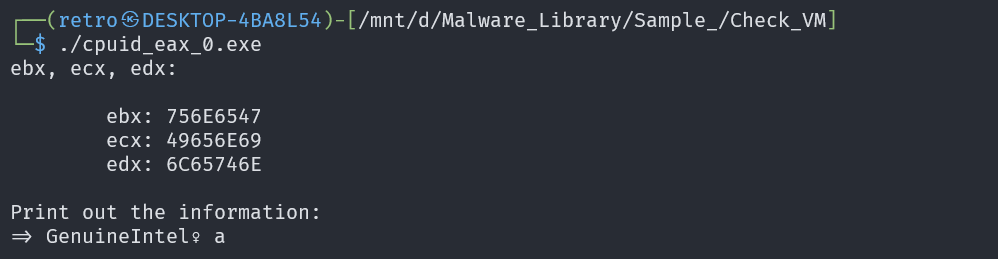 ┌──(retro㉿DESKTOP-4BA8L54)-[/mnt/d/Malware_Library/Sample_/Check_VM]
└─$ ./cpuid_eax_0.exe
ebx, ecx, edx:
ebx: 756E6547
ecx: 49656E69
edx: 6C65746E
Print out the information:
⇒ GenuineIntel♀ a